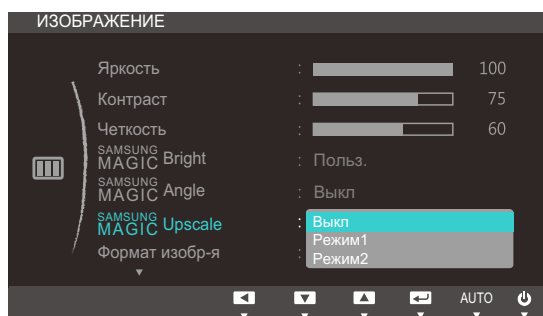 ИЗОБРАЖЕНИЕ
Яркость : 100
Контраст : 75
Четкость : 60
SAMSUNG
MAGIC Bright : Польз.
SAMSUNG
MAGIC Angle : Выкл
SAMSUNG
MAGIC Upscale : Выкл
Режим1
Формат изобр-я : Режим2
AUTO